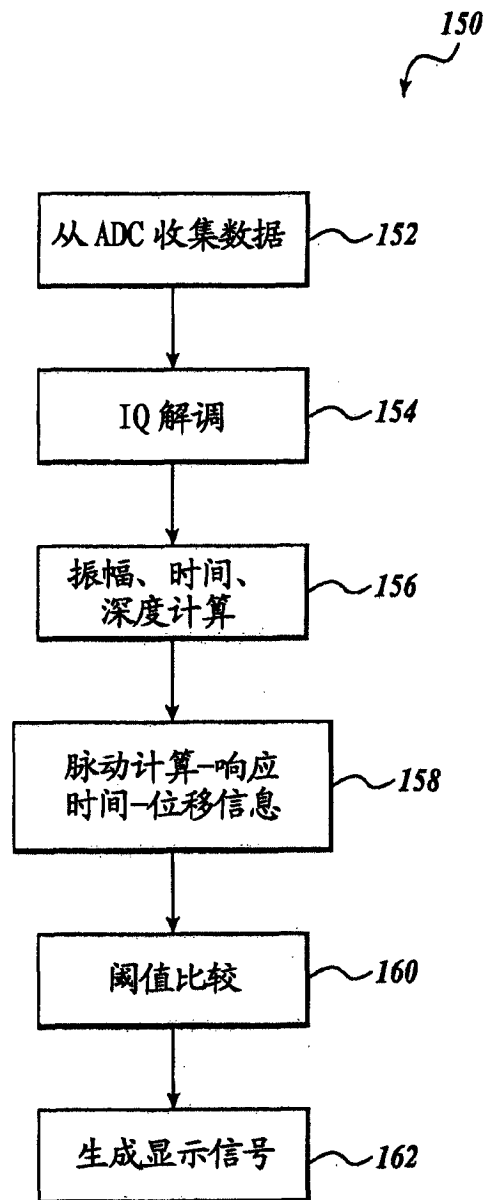 150
从 ADC 收集数据
152
IQ 解调
154
振幅、时间、
深度计算
156
脉动计算-响应
时间-位移信息
158
阈值比较
160
生成显示信号
162